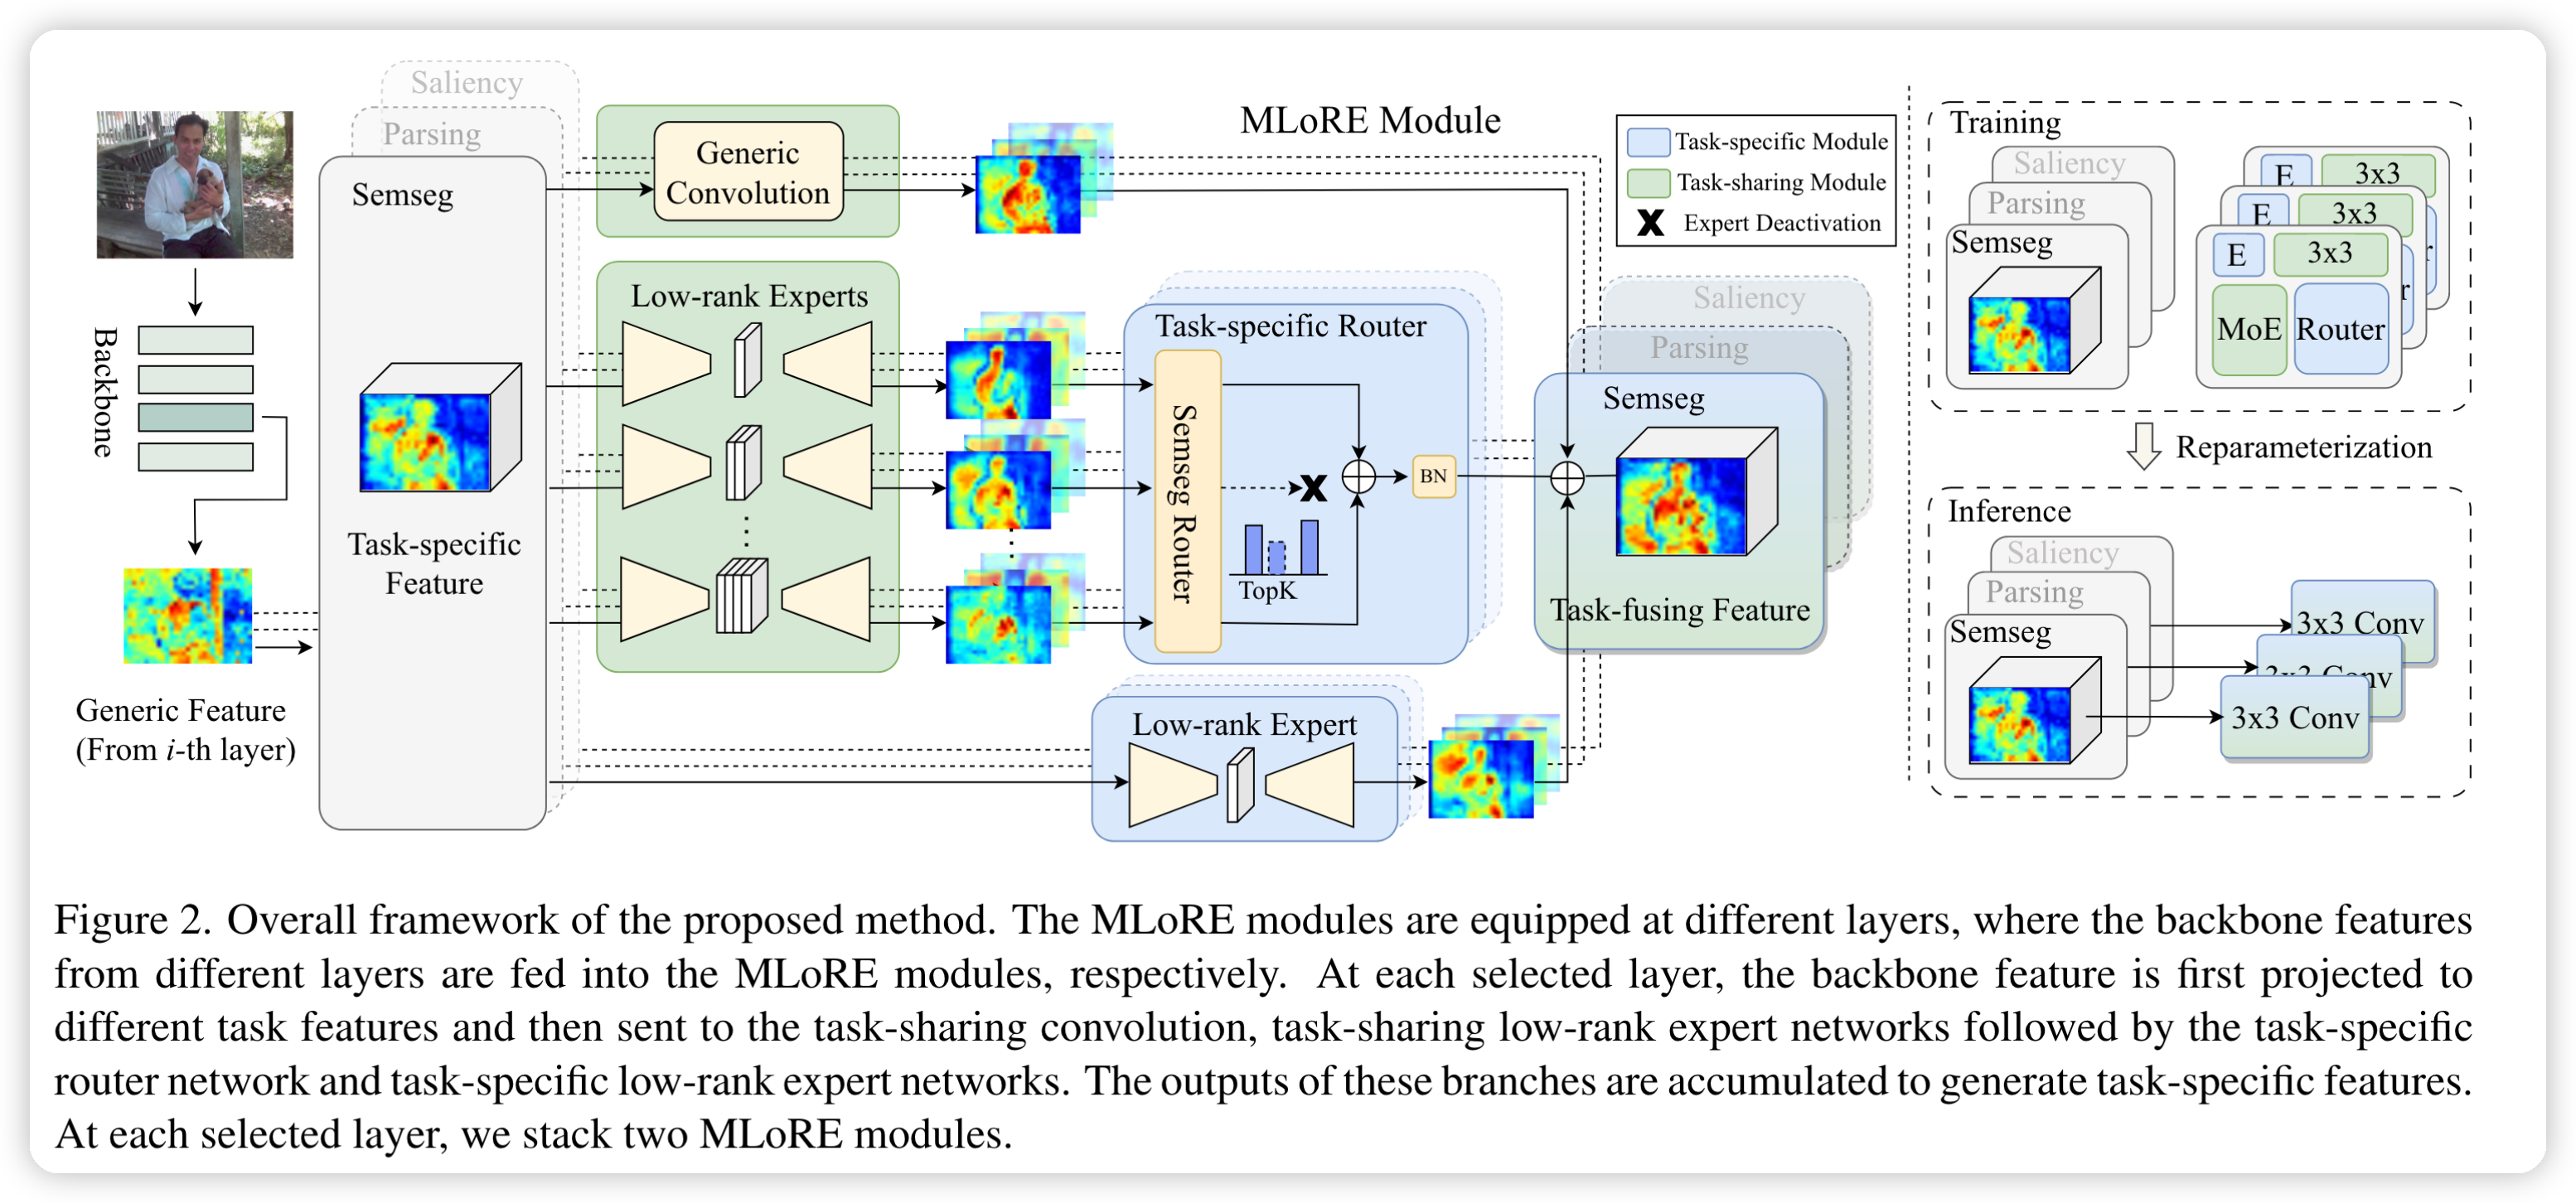 Saliency
Parsing
Semseg
Task-specific
Feature
Backbone
Generic Feature
(From i-th layer)
Generic
Convolution
Low-rank Experts
MLoRE Module
Task-specific Router
Semseg Router
TopK
BN
Low-rank Expert
Task-specific Module
Task-sharing Module
Expert Deactivation
Saliency
Parsing
Semseg
Task-fusing Feature
Training
Saliency
Parsing
Semseg
E 3x3
E 3x3
E 3x3
MoE Router
r
r
Reparameterization
Inference
Saliency
Parsing
Semseg
3x3 Conv
3x3 Conv
3x3 Conv
Figure 2. Overall framework of the proposed method. The MLoRE modules are equipped at different layers, where the backbone features
from different layers are fed into the MLoRE modules, respectively. At each selected layer, the backbone feature is first projected to
different task features and then sent to the task-sharing convolution, task-sharing low-rank expert networks followed by the task-specific
router network and task-specific low-rank expert networks. The outputs of these branches are accumulated to generate task-specific features.
At each selected layer, we stack two MLoRE modules.